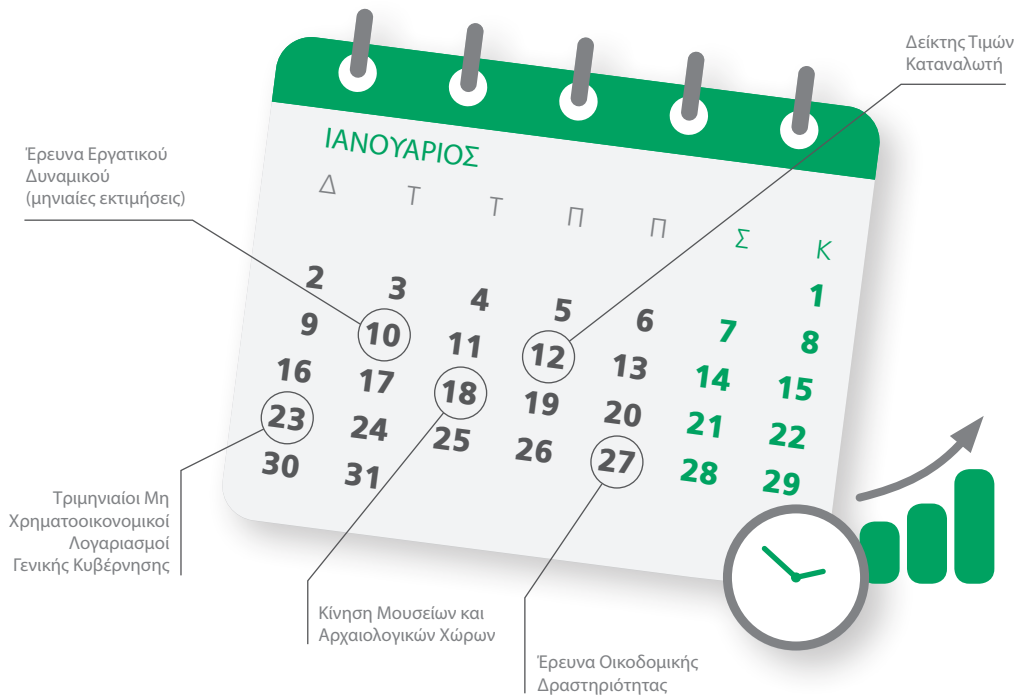 Δείκτης Τιμών
Καταναλωτή
ΙΑΝΟΥΑΡΙΟΣ
Έρευνα Εργατικού
Δυναμικού
(μηνιαίες εκτιμήσεις)
Δ Τ Τ Π Π Σ Κ
1
2 3 4 5 6 7 8
9 10 11 12 13 14 15
16 17 18 19 20 21 22
23 24 25 26 27 28 29
30 31
Τριμηνιαίοι Μη
Χρηματοοικονομικοί
Λογαριασμοί
Γενικής Κυβέρνησης
Κίνηση Μουσείων και
Αρχαιολογικών Χώρων
Έρευνα Οικοδομικής
Δραστηριότητας